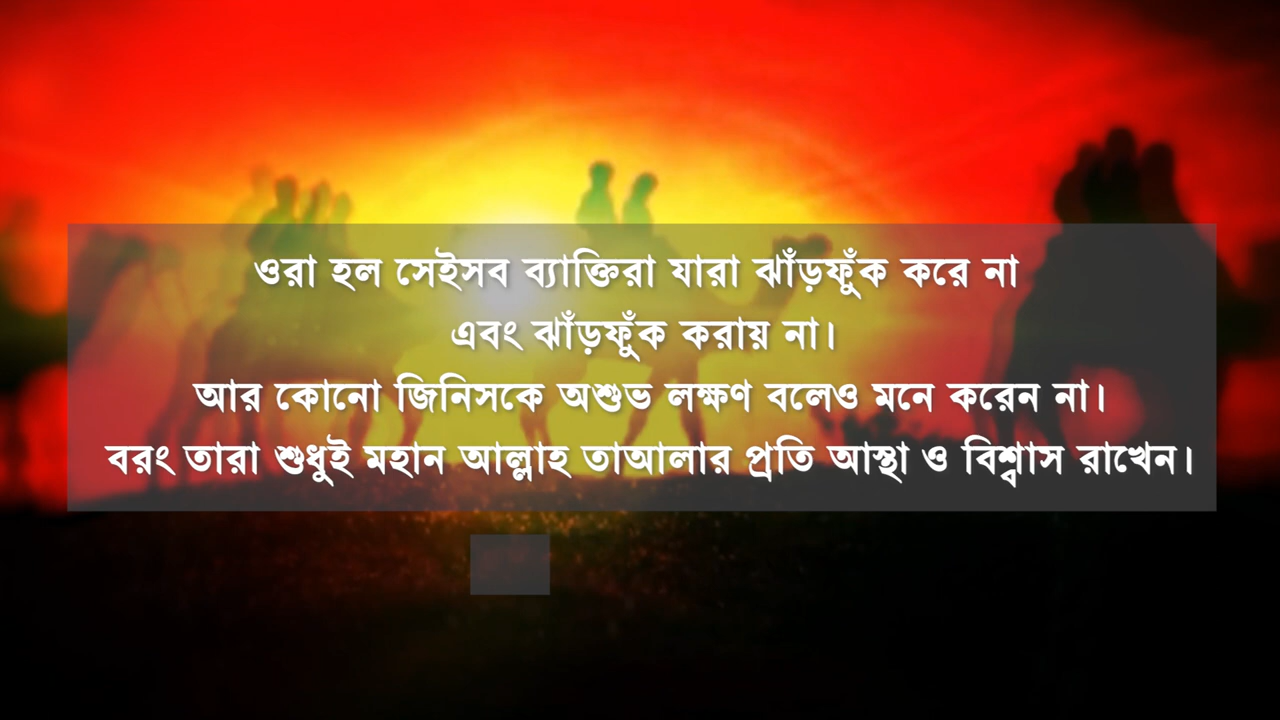 ওরা হল সেইসব ব্যাক্তিরা যারা ঝাঁড়ফুঁক করে না
এবং ঝাঁড়ফুঁক করায় না।
আর কোনো জিনিসকে অশুভ লক্ষণ বলেও মনে করেন না।
বরং তারা শুধুই মহান আল্লাহ তাআলার প্রতি আস্থা ও বিশ্বাস রাখেন।